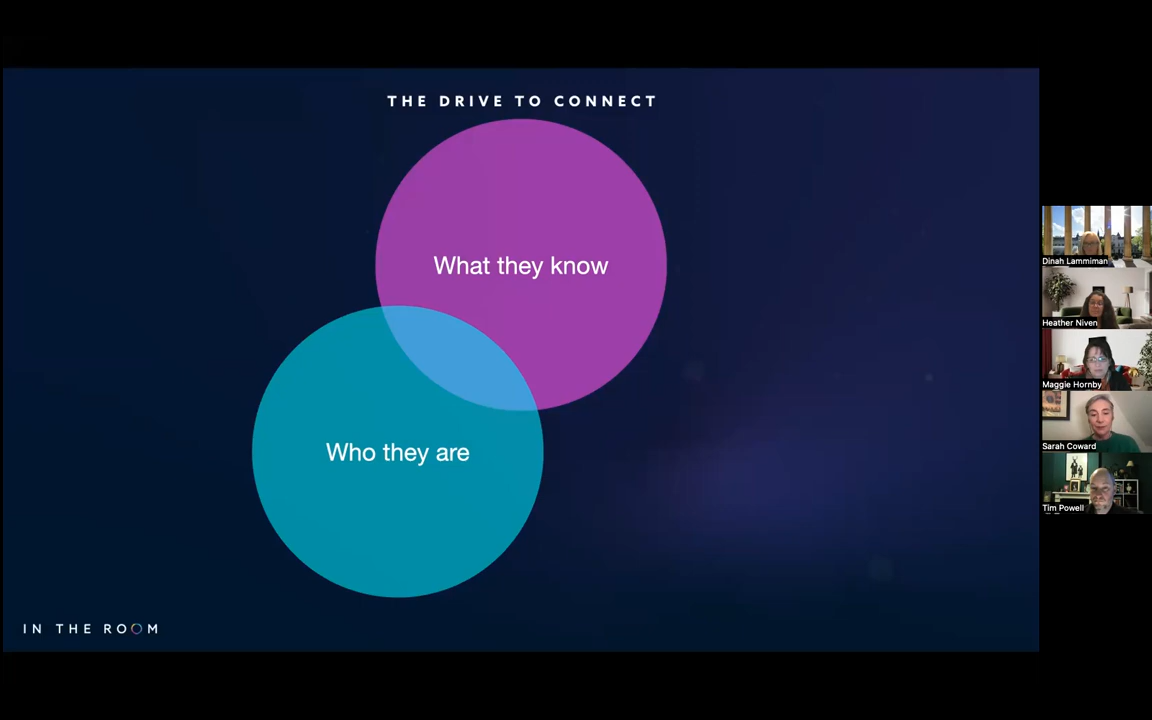 THE DRIVE TO CONNECT
What they know
Who they are
IN THE ROOM
Dinah Lammiman
Heather Niven
Maggie Hornby
Sarah Coward
Tim Powell